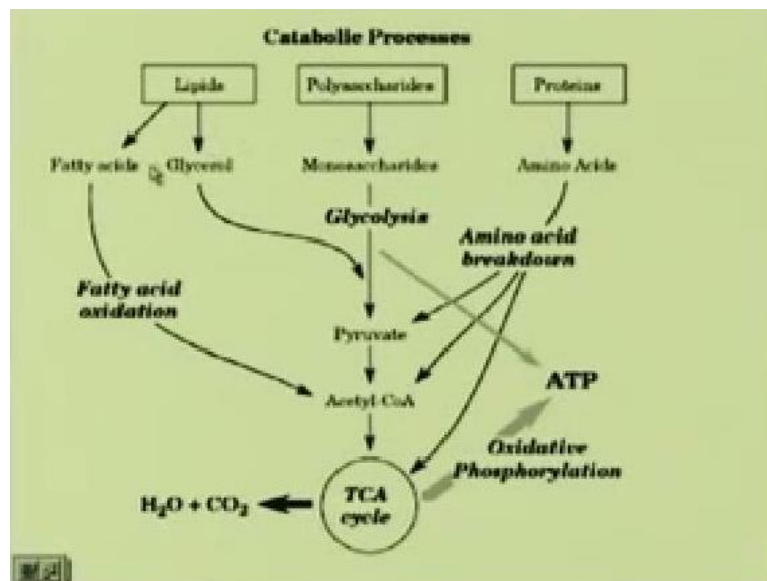 Catabolic Processes
Lipids
Polysaccharides
Proteins
Fatty acids
Glycerol
Monosaccharides
Amino Acids
Glycolysis
Amino acid
breakdown
Fatty acid
oxidation
Pyruvate
ATP
Acetyl-CoA
Oxidative
Phosphorylation
TCA
cycle
H₂O + CO₂